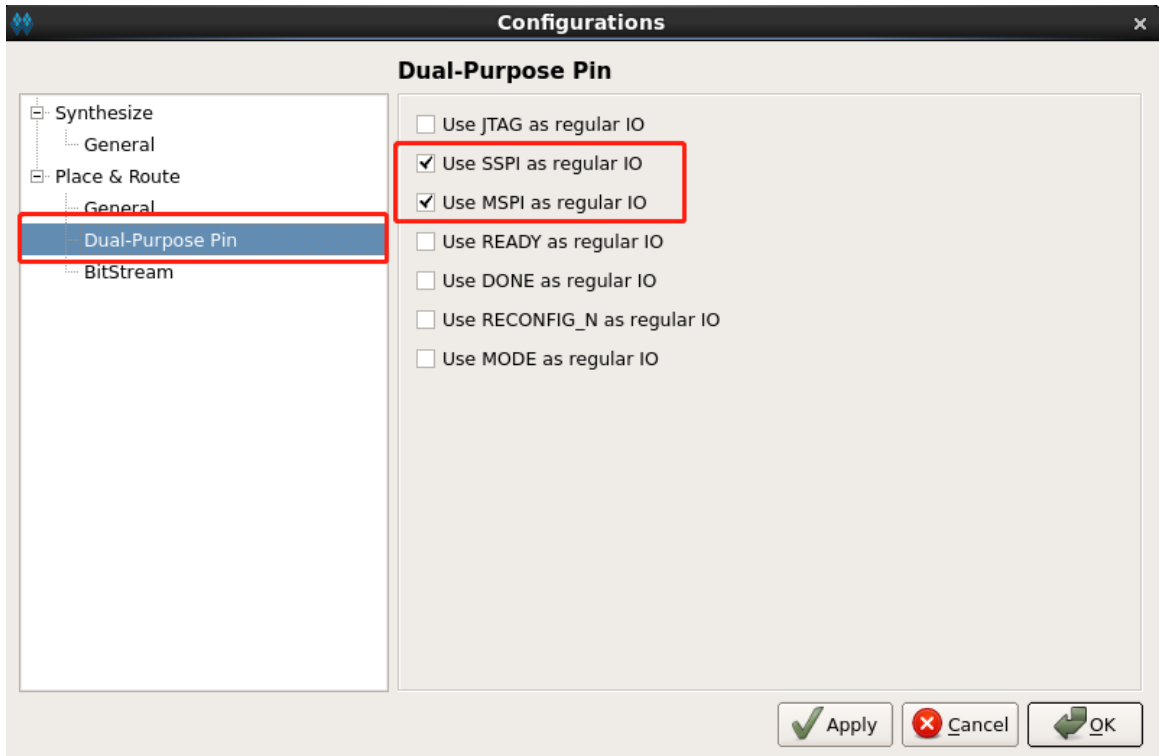 Configurations
Dual-Purpose Pin
Synthesize
General
Place & Route
General
Dual-Purpose Pin
BitStream
Use JTAG as regular IO
Use SSPI as regular IO
Use MSPI as regular IO
Use READY as regular IO
Use DONE as regular IO
Use RECONFIG_N as regular IO
Use MODE as regular IO
Apply
Cancel
OK